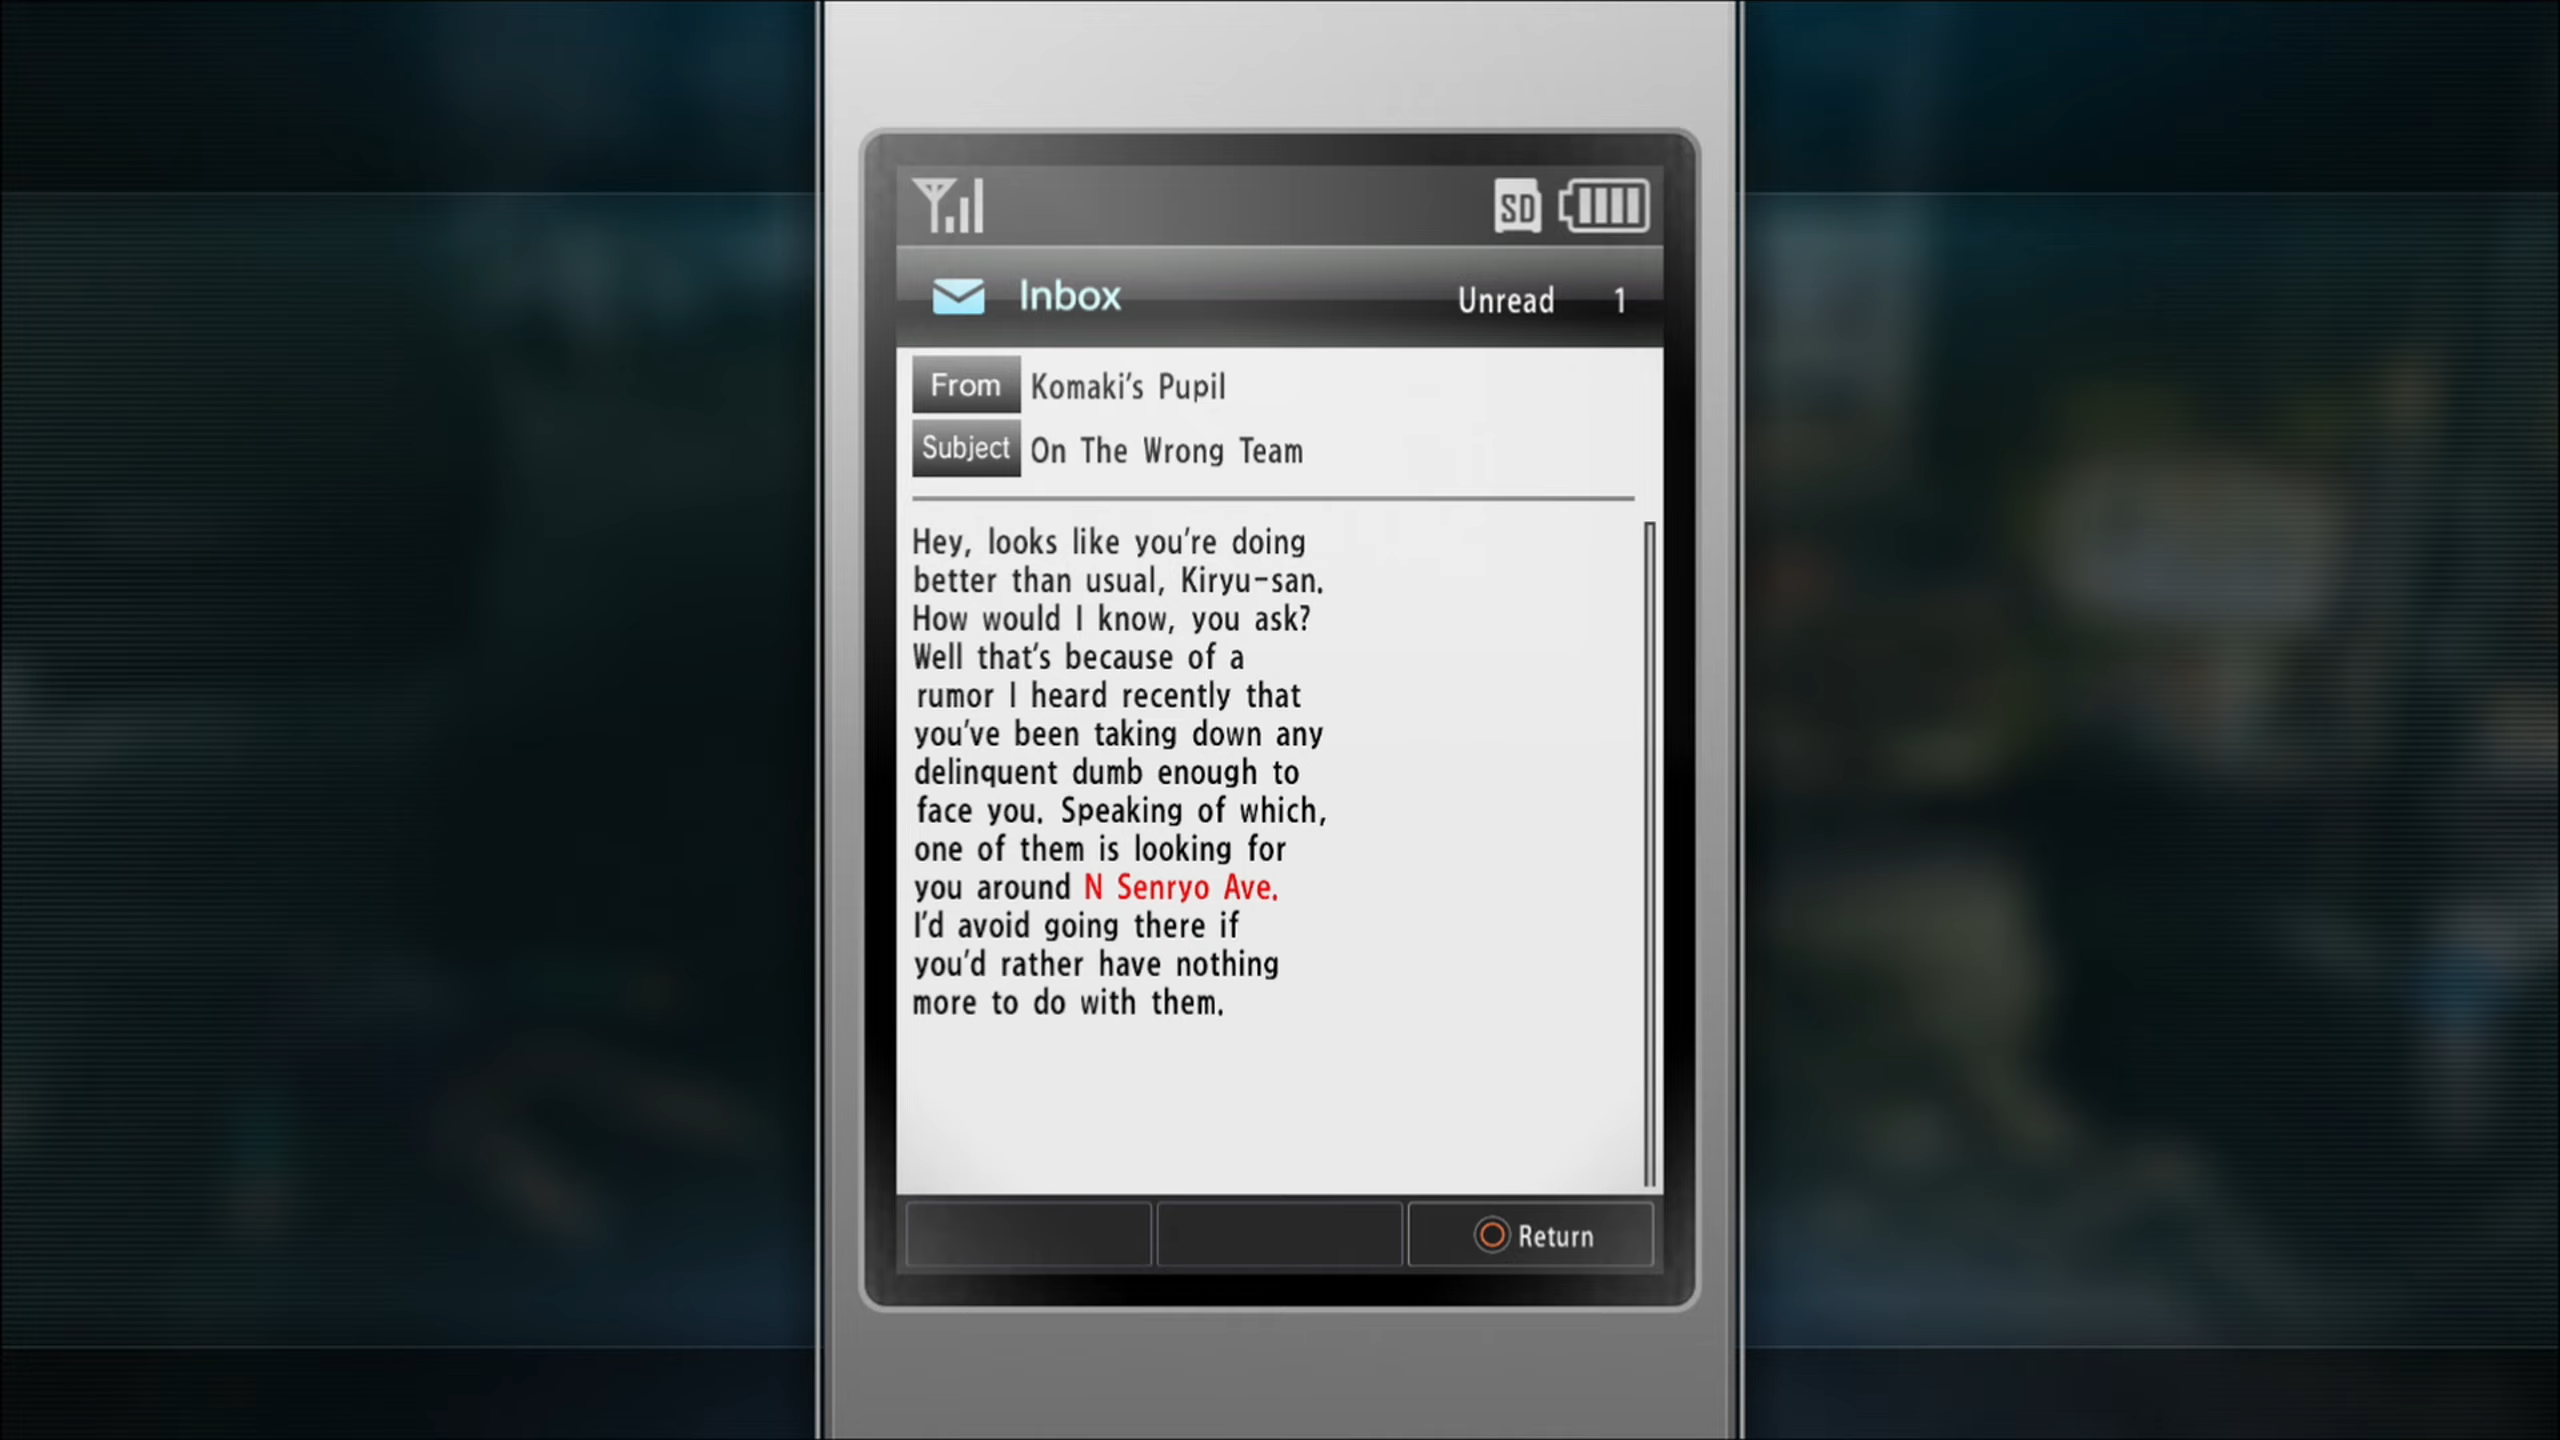 SD
Inbox Unread 1
From Komaki's Pupil
Subject On The Wrong Team
Hey, looks like you're doing
better than usual, Kiryu-san.
How would I know, you ask?
Well that's because of a
rumor I heard recently that
you've been taking down any
delinquent dumb enough to
face you. Speaking of which,
one of them is looking for
you around N Senryo Ave.
I'd avoid going there if
you'd rather have nothing
more to do with them.
Return